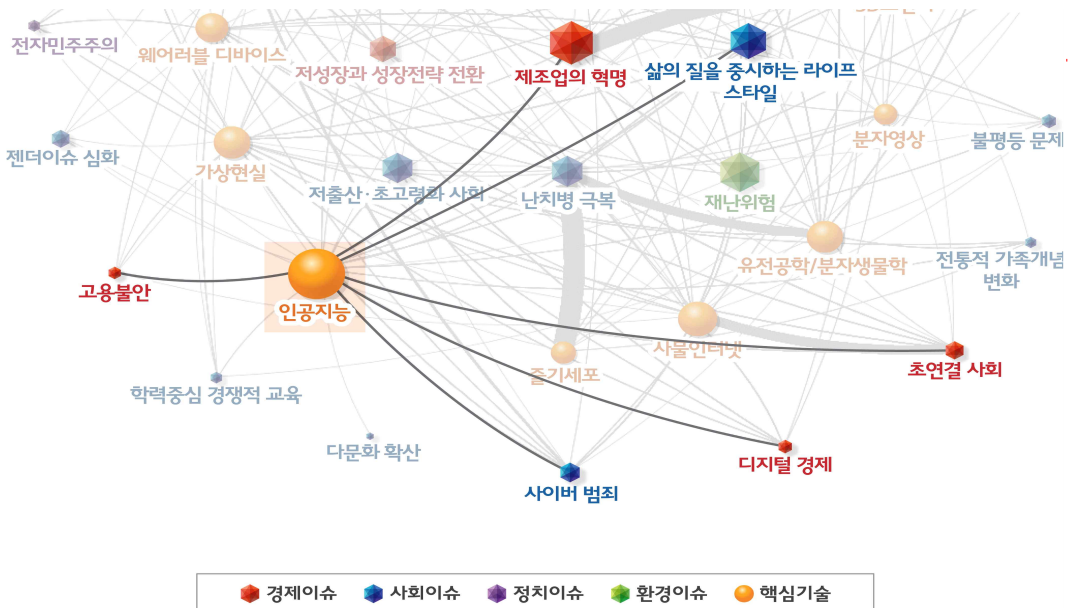 전자민주주의
웨어러블 디바이스
저성장과 성장전략 전환
제조업의 혁명
삶의 질을 중시하는 라이프
스타일
젠더이슈 심화
가상현실
저출산·초고령화 사회
난치병 극복
재난위험
분자영상
불평등 문제
고용불안
인공지능
유전공학/분자생물학
전통적 가족개념
변화
사물인터넷
줄기세포
초연결 사회
학력중심 경쟁적 교육
다문화 확산
사이버 범죄
디지털 경제
경제이슈
사회이슈
정치이슈
환경이슈
핵심기술